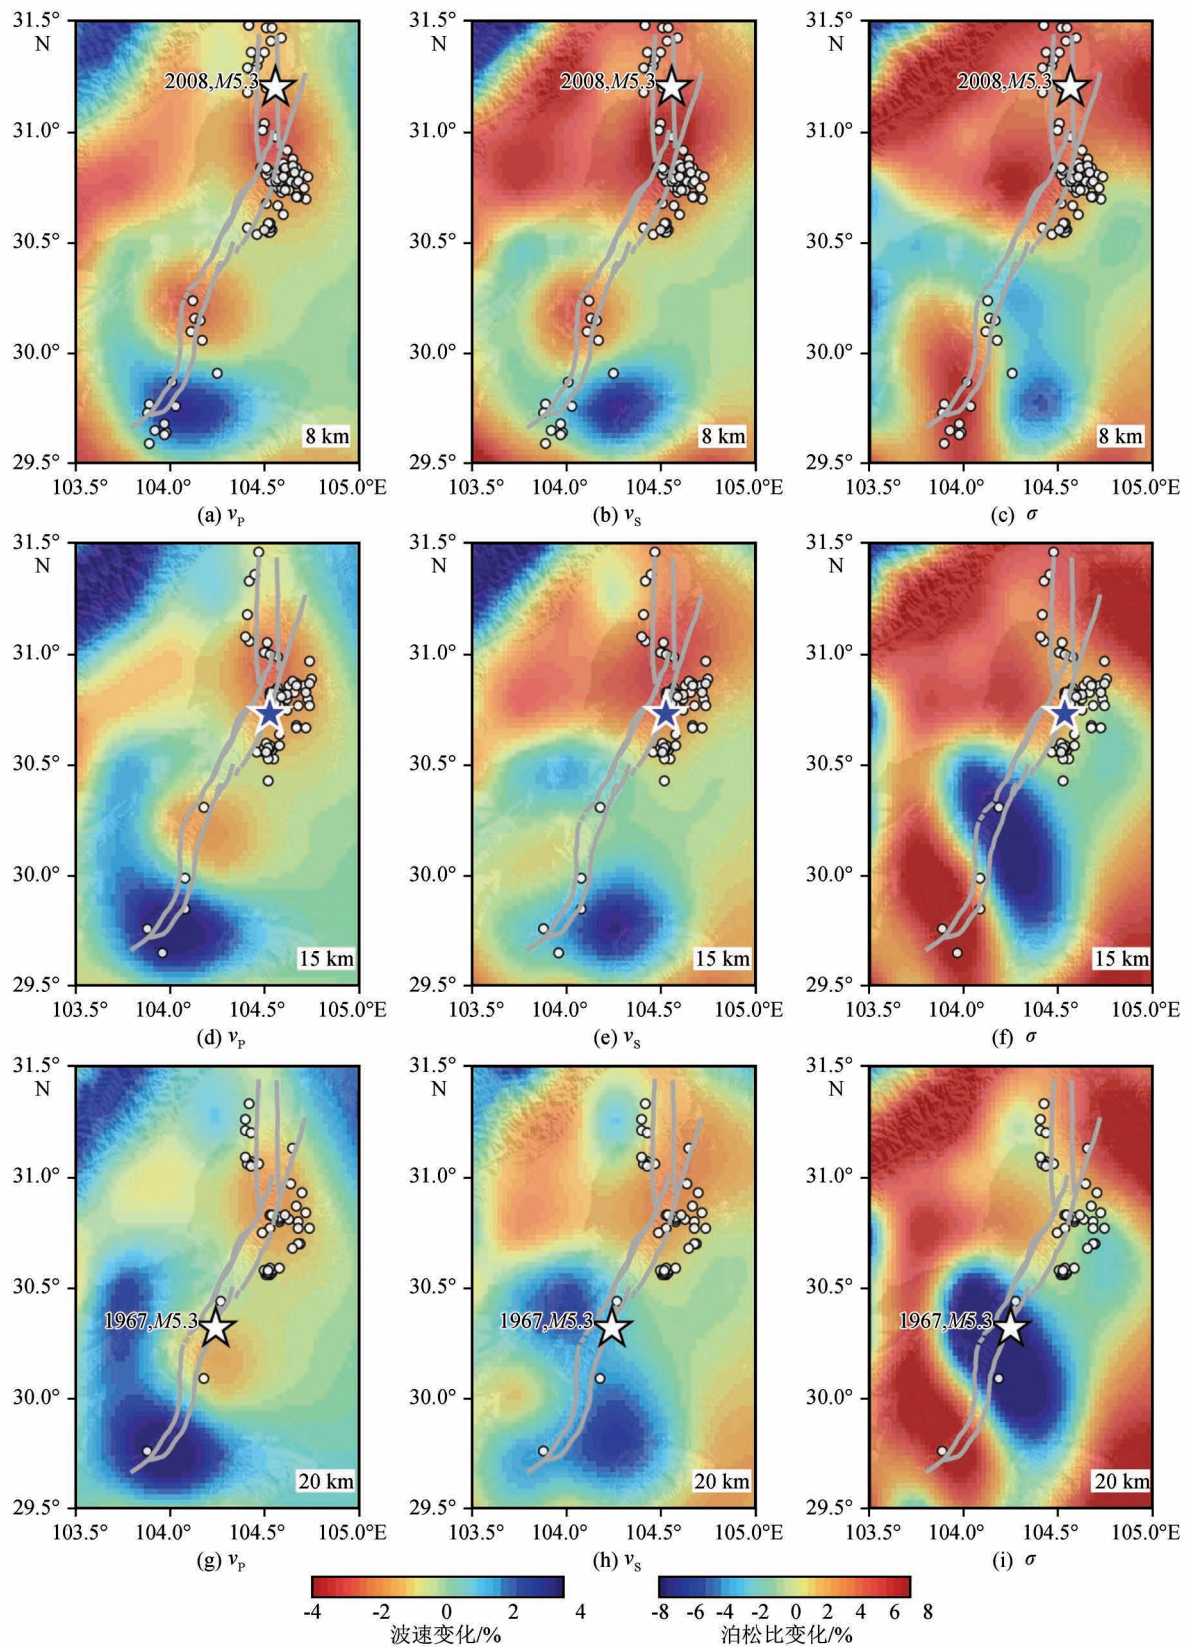 31.5° 31.5° 31.5°
N N N
2008,M5.3 2008,M5.3 2008,M5.3
31.0° 31.0° 31.0°
30.5° 30.5° 30.5°
30.0° 30.0° 30.0°
8 km 8 km 8 km
29.5° 29.5° 29.5°
103.5° 104.0° 104.5° 105.0°E 103.5° 104.0° 104.5° 105.0°E 103.5° 104.0° 104.5° 105.0°E
(a) vP (b) vS (c) σ
31.5° 31.5° 31.5°
N N N
31.0° 31.0° 31.0°
30.5° 30.5° 30.5°
30.0° 30.0° 30.0°
15 km 15 km 15 km
29.5° 29.5° 29.5°
103.5° 104.0° 104.5° 105.0°E 103.5° 104.0° 104.5° 105.0°E 103.5° 104.0° 104.5° 105.0°E
(d) vP (e) vS (f) σ
31.5° 31.5° 31.5°
N N N
31.0° 31.0° 31.0°
30.5° 30.5° 30.5°
1967,M5.3 1967,M5.3 1967,M5.3
30.0° 30.0° 30.0°
20 km 20 km 20 km
29.5° 29.5° 29.5°
103.5° 104.0° 104.5° 105.0°E 103.5° 104.0° 104.5° 105.0°E 103.5° 104.0° 104.5° 105.0°E
(g) vP (h) vS (i) σ
-4 -2 0 2 4 -8 -6 -4 -2 0 2 4 6 8
波速变化/% 泊松比变化/%